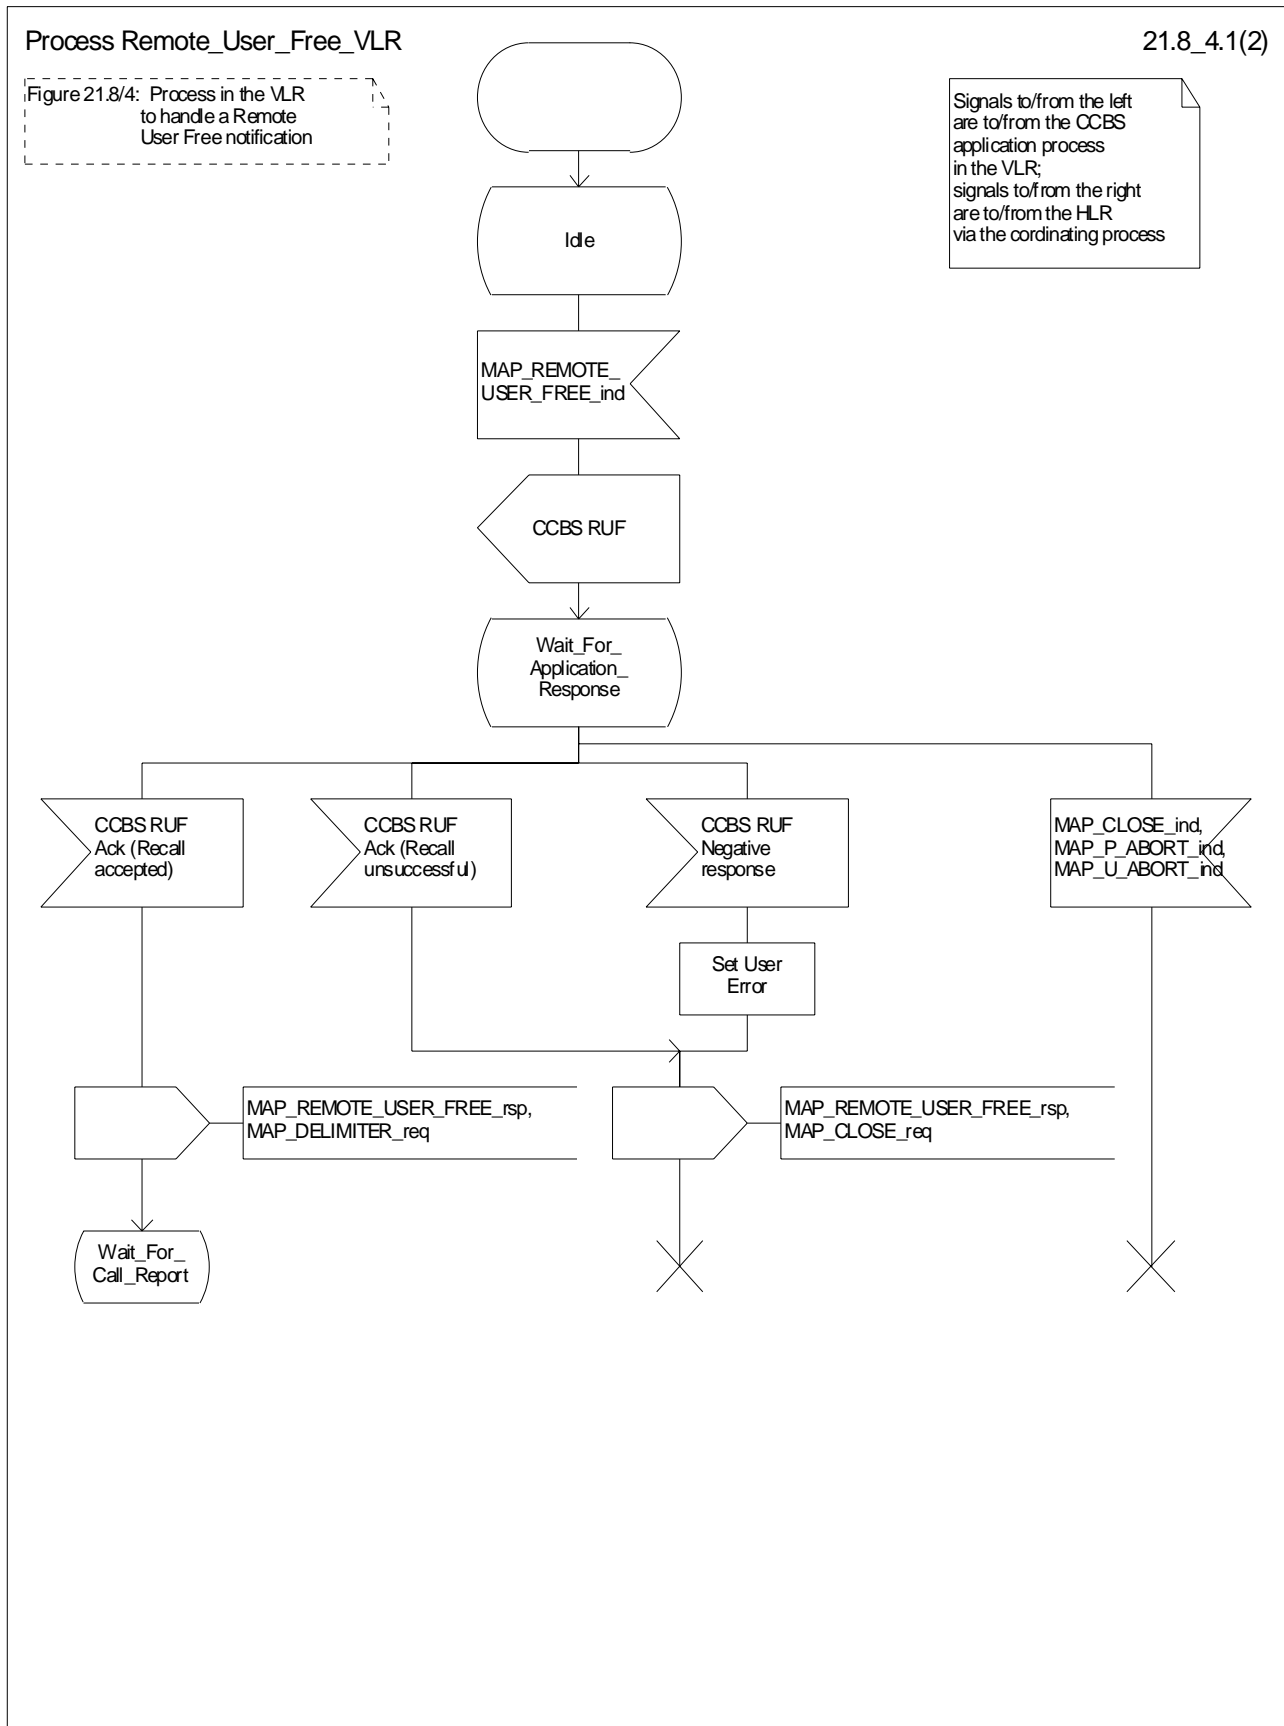 Process Remote_User_Free_VLR
21.8_4.1(2)
Figure 21.8/4: Process in the VLR
to handle a Remote
User Free notification
Signals to/from the left
are to/from the CCBS
application process
in the VLR;
signals to/from the right
are to/from the HLR
via the cordinating process
Idle
MAP_REMOTE_
USER_FREE_ind
CCBS RUF
Wait_For_
Application_
Response
CCBS RUF
Ack (Recall
accepted)
CCBS RUF
Ack (Recall
unsuccessful)
CCBS RUF
Negative
response
MAP_CLOSE_ind,
MAP_P_ABORT_ind,
MAP_U_ABORT_ind
Set User
Error
MAP_REMOTE_USER_FREE_rsp,
MAP_DELIMITER_req
MAP_REMOTE_USER_FREE_rsp,
MAP_CLOSE_req
Wait_For_
Call_Report